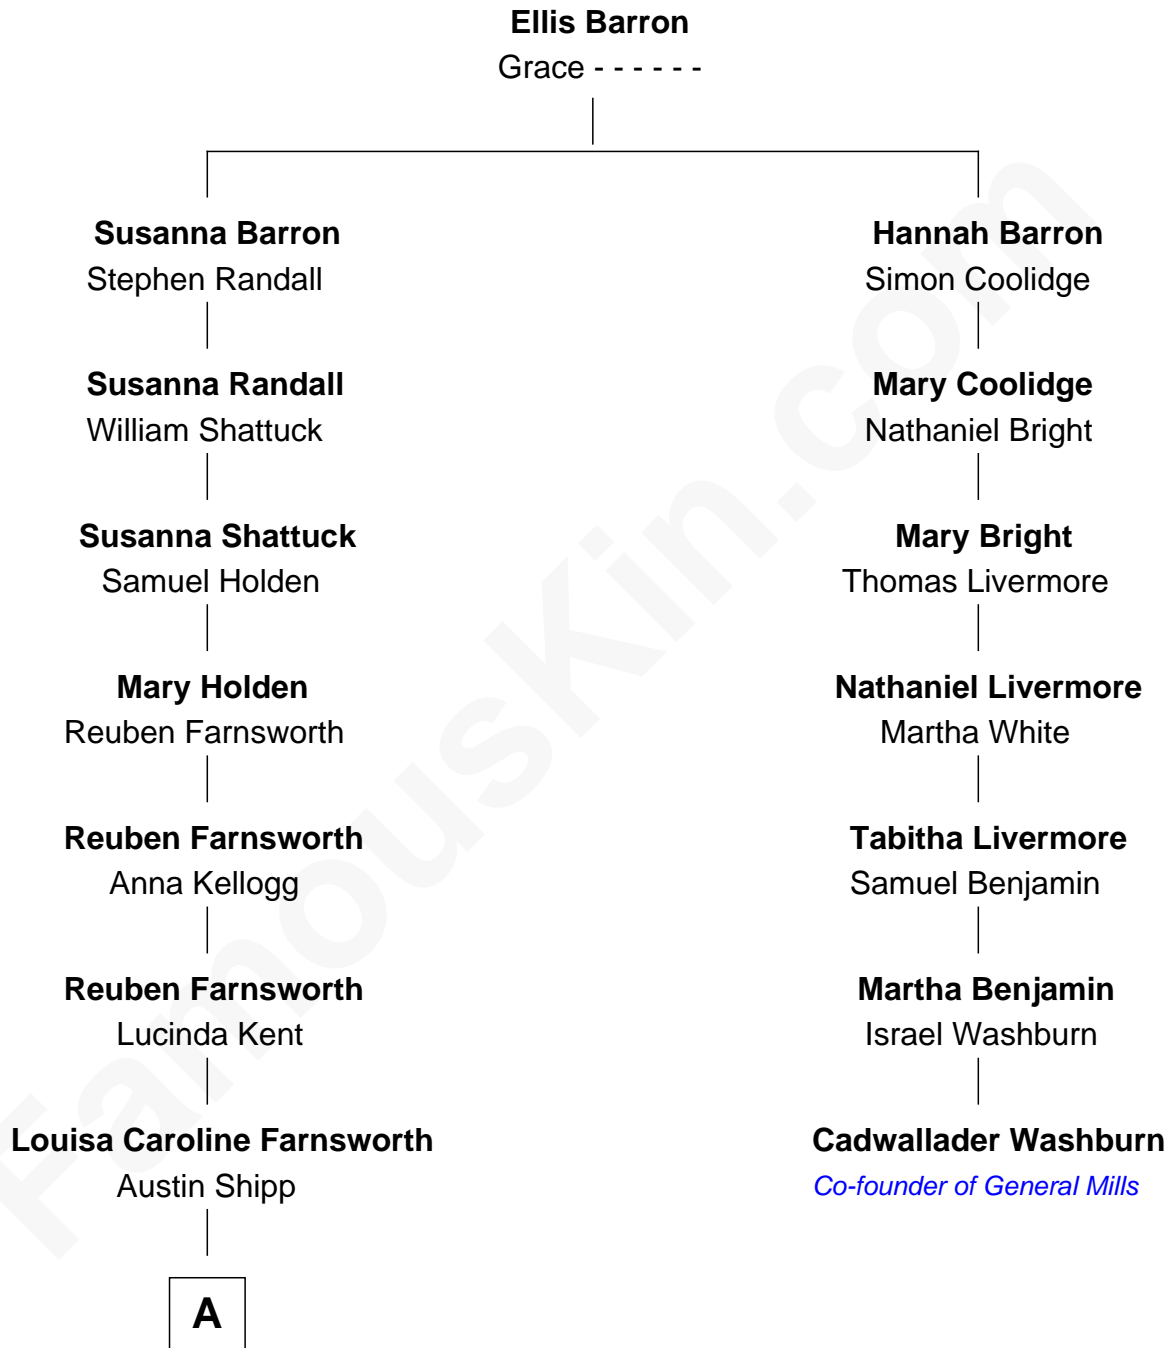 Ellis Barron
Grace - - - - - -
Susanna Barron
Stephen Randall
Hannah Barron
Simon Coolidge
Susanna Randall
William Shattuck
Mary Coolidge
Nathaniel Bright
Susanna Shattuck
Samuel Holden
Mary Bright
Thomas Livermore
Mary Holden
Reuben Farnsworth
Nathaniel Livermore
Martha White
Reuben Farnsworth
Anna Kellogg
Tabitha Livermore
Samuel Benjamin
Reuben Farnsworth
Lucinda Kent
Martha Benjamin
Israel Washburn
Louisa Caroline Farnsworth
Austin Shipp
Cadwallader Washburn
Co-founder of General Mills
A
FamousKin.com